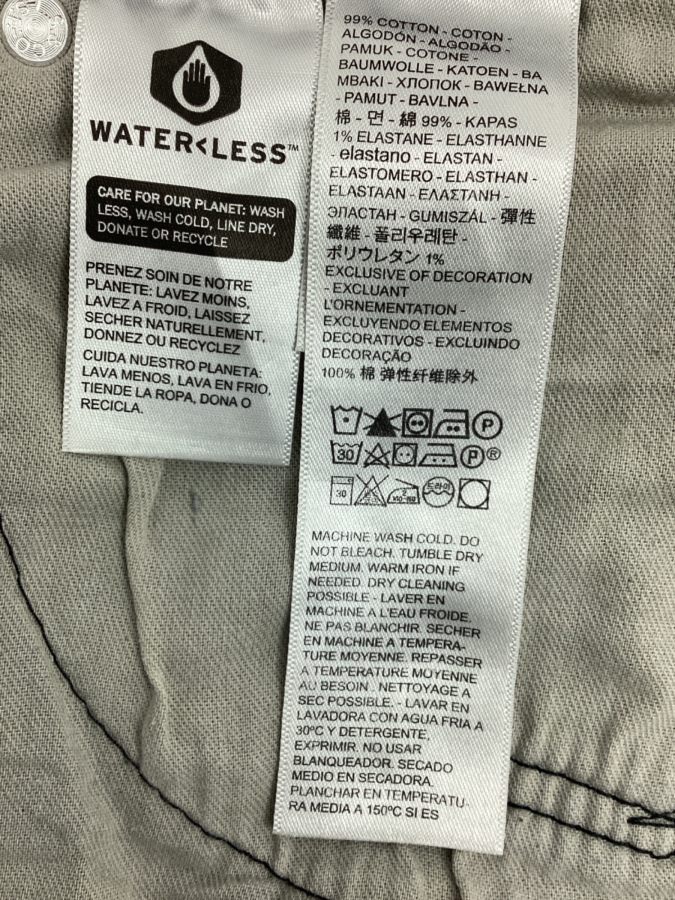 WATER<LESS™
CARE FOR OUR PLANET: WASH
LESS, WASH COLD, LINE DRY,
DONATE OR RECYCLE
PRENEZ SOIN DE NOTRE
PLANETE: LAVEZ MOINS,
LAVEZ A FROID, LAISSEZ
SECHER NATURELLEMENT,
DONNEZ OU RECYCLEZ
CUIDA NUESTRO PLANETA:
LAVA MENOS, LAVA EN FRIO,
TIENDE LA ROPA, DONA O
RECICLA.
99% COTTON - COTON -
ALGODÓN - ALGODÃO -
PAMUK - COTONE -
BAUMWOLLE - KATOEN - BA
MBAKI - ХЛОПОК - BAWEŁNA
- PAMUT - BAVLNA -
棉 - 면 - 綿 99% - KAPAS
1% ELASTANE - ELASTHANNE
- elastano - ELASTAN -
ELASTOMERO - ELASTHAN -
ELASTAAN - ΕΛΑΣΤΑΝΗ -
ЭЛАСТАН - GUMISZÁL - 彈性
纖維 - 폴리우레탄 -
ポリウレタン 1%
EXCLUSIVE OF DECORATION
- EXCLUANT
L'ORNEMENTATION -
EXCLUYENDO ELEMENTOS
DECORATIVOS - EXCLUINDO
DECORAÇÃO
100% 棉 弹性纤维除外
P
30 P®
30 드라이
MACHINE WASH COLD. DO
NOT BLEACH. TUMBLE DRY
MEDIUM. WARM IRON IF
NEEDED. DRY CLEANING
POSSIBLE - LAVER EN
MACHINE A L'EAU FROIDE.
NE PAS BLANCHIR. SECHER
EN MACHINE A TEMPERA-
TURE MOYENNE. REPASSER
A TEMPERATURE MOYENNE
AU BESOIN. NETTOYAGE A
SEC POSSIBLE. - LAVAR EN
LAVADORA CON AGUA FRIA A
30ºC Y DETERGENTE,
EXPRIMIR. NO USAR
BLANQUEADOR. SECADO
MEDIO EN SECADORA.
PLANCHAR EN TEMPERATU-
RA MEDIA A 150ºC SI ES